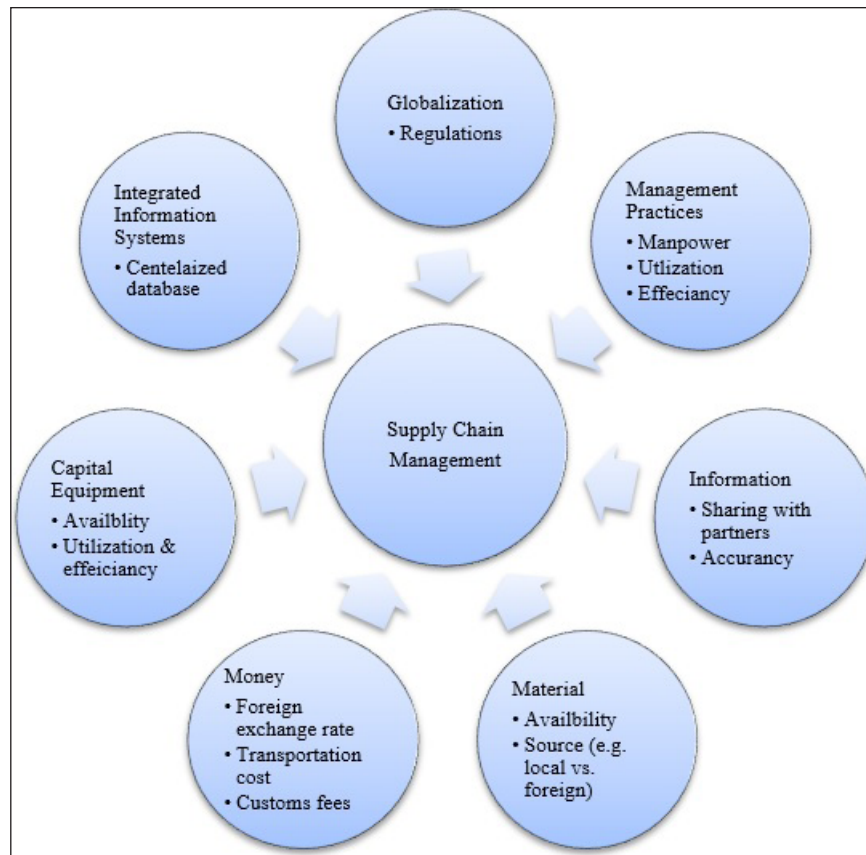 Globalization
• Regulations
Integrated
Information
Systems
• Centelaized
database
Management
Practices
• Manpower
• Utlization
• Effeciancy
Supply Chain
Management
Capital
Equipment
• Availblity
• Utilization &
effeiciancy
Information
• Sharing with
partners
• Accurancy
Money
• Foreign
exchange rate
• Transportation
cost
• Customs fees
Material
• Availbility
• Source (e.g.
local vs.
foreign)